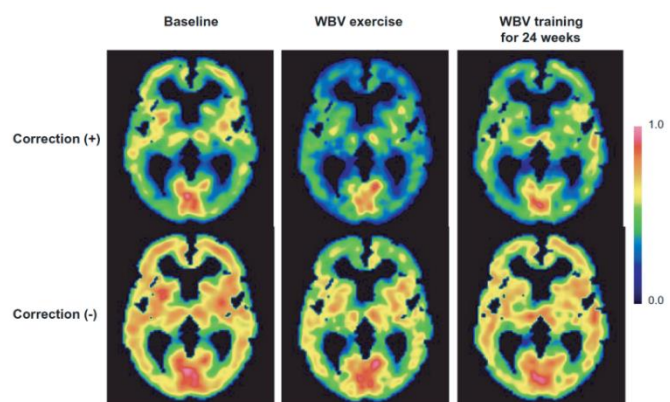 Baseline
WBV exercise
WBV training
for 24 weeks
Correction (+)
1.0
0.0
Correction (-)